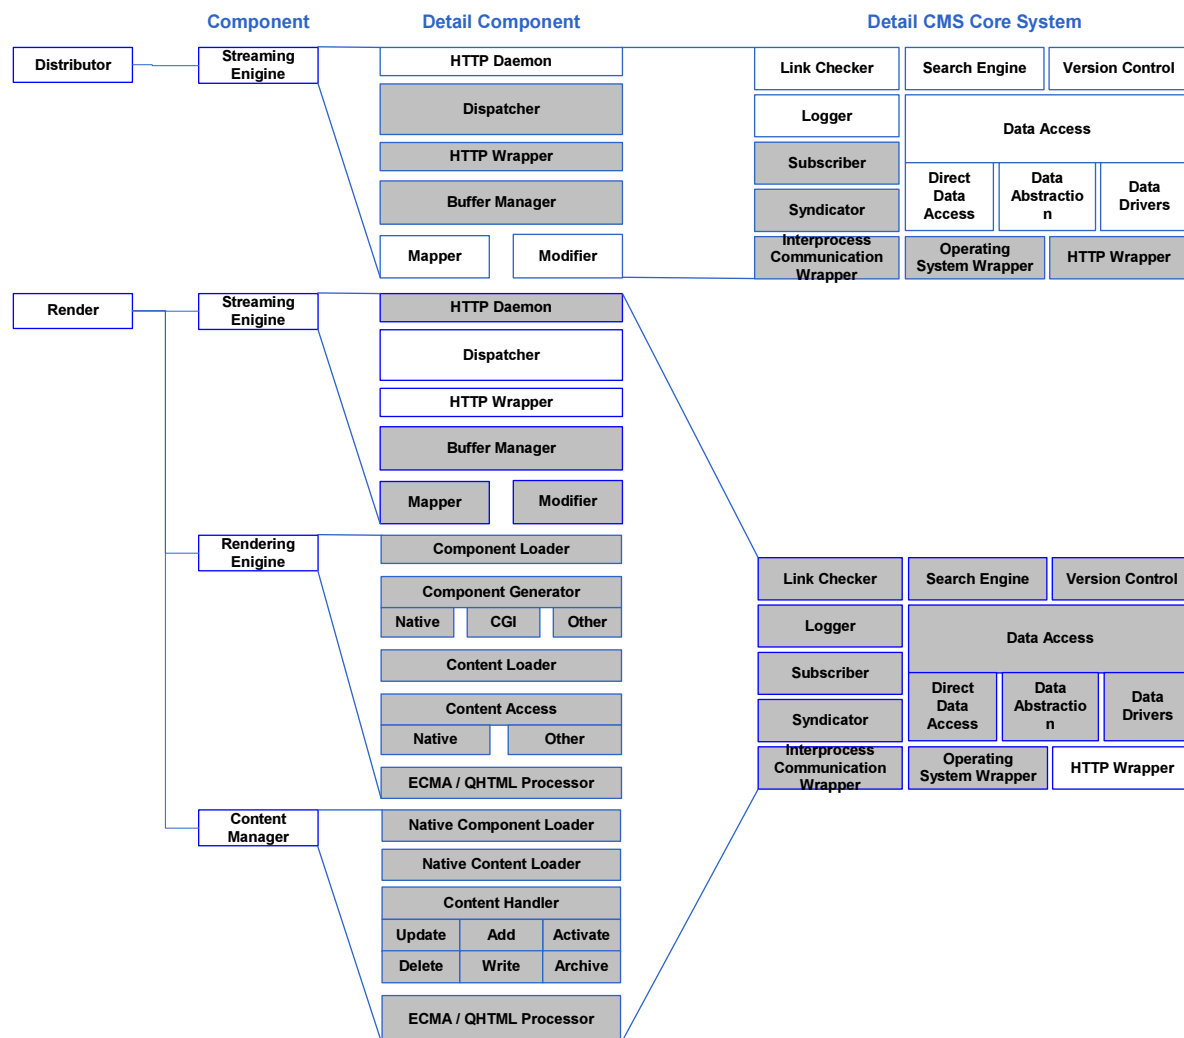 Component
Detail Component
Detail CMS Core System
Distributor
Streaming
Enigine
HTTP Daemon
Dispatcher
HTTP Wrapper
Buffer Manager
Mapper
Modifier
Link Checker
Search Engine
Version Control
Logger
Data Access
Subscriber
Syndicator
Direct
Data
Access
Data
Abstractio
n
Data
Drivers
Interprocess
Communication
Wrapper
Operating
System Wrapper
HTTP Wrapper
Render
Streaming
Enigine
HTTP Daemon
Dispatcher
HTTP Wrapper
Buffer Manager
Mapper
Modifier
Rendering
Enigine
Component Loader
Component Generator
Native
CGI
Other
Content Loader
Content Access
Native
Other
ECMA / QHTML Processor
Link Checker
Search Engine
Version Control
Logger
Data Access
Subscriber
Syndicator
Direct
Data
Access
Data
Abstractio
n
Data
Drivers
Interprocess
Communication
Wrapper
Operating
System Wrapper
HTTP Wrapper
Content
Manager
Native Component Loader
Native Content Loader
Content Handler
Update
Add
Activate
Delete
Write
Archive
ECMA / QHTML Processor